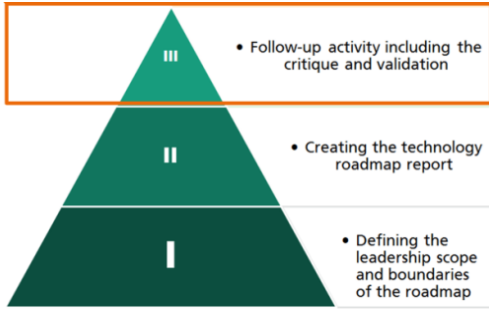 III
• Follow-up activity including the
critique and validation
II
• Creating the technology
roadmap report
I
• Defining the
leadership scope
and boundaries
of the roadmap